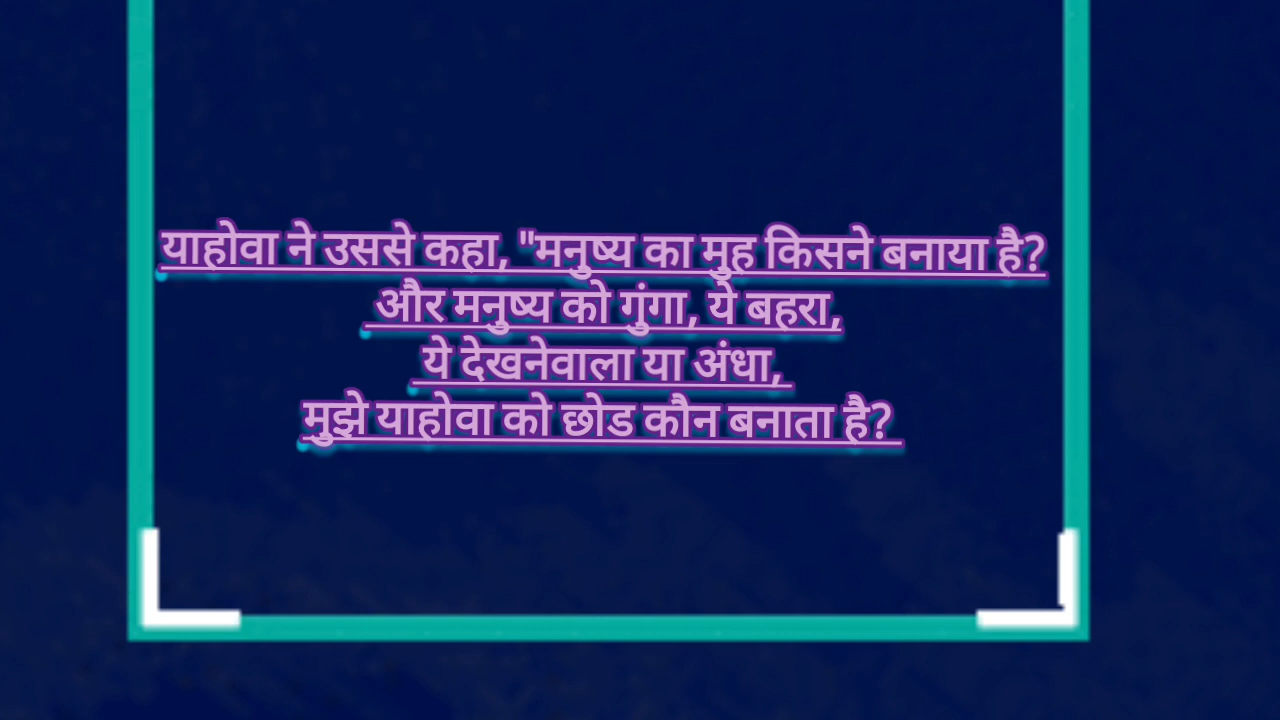 याहोवा ने उससे कहा, "मनुष्य का मुह किसने बनाया है?
और मनुष्य को गुंगा, ये बहरा,
ये देखनेवाला या अंधा,
मुझे याहोवा को छोड कौन बनाता है?